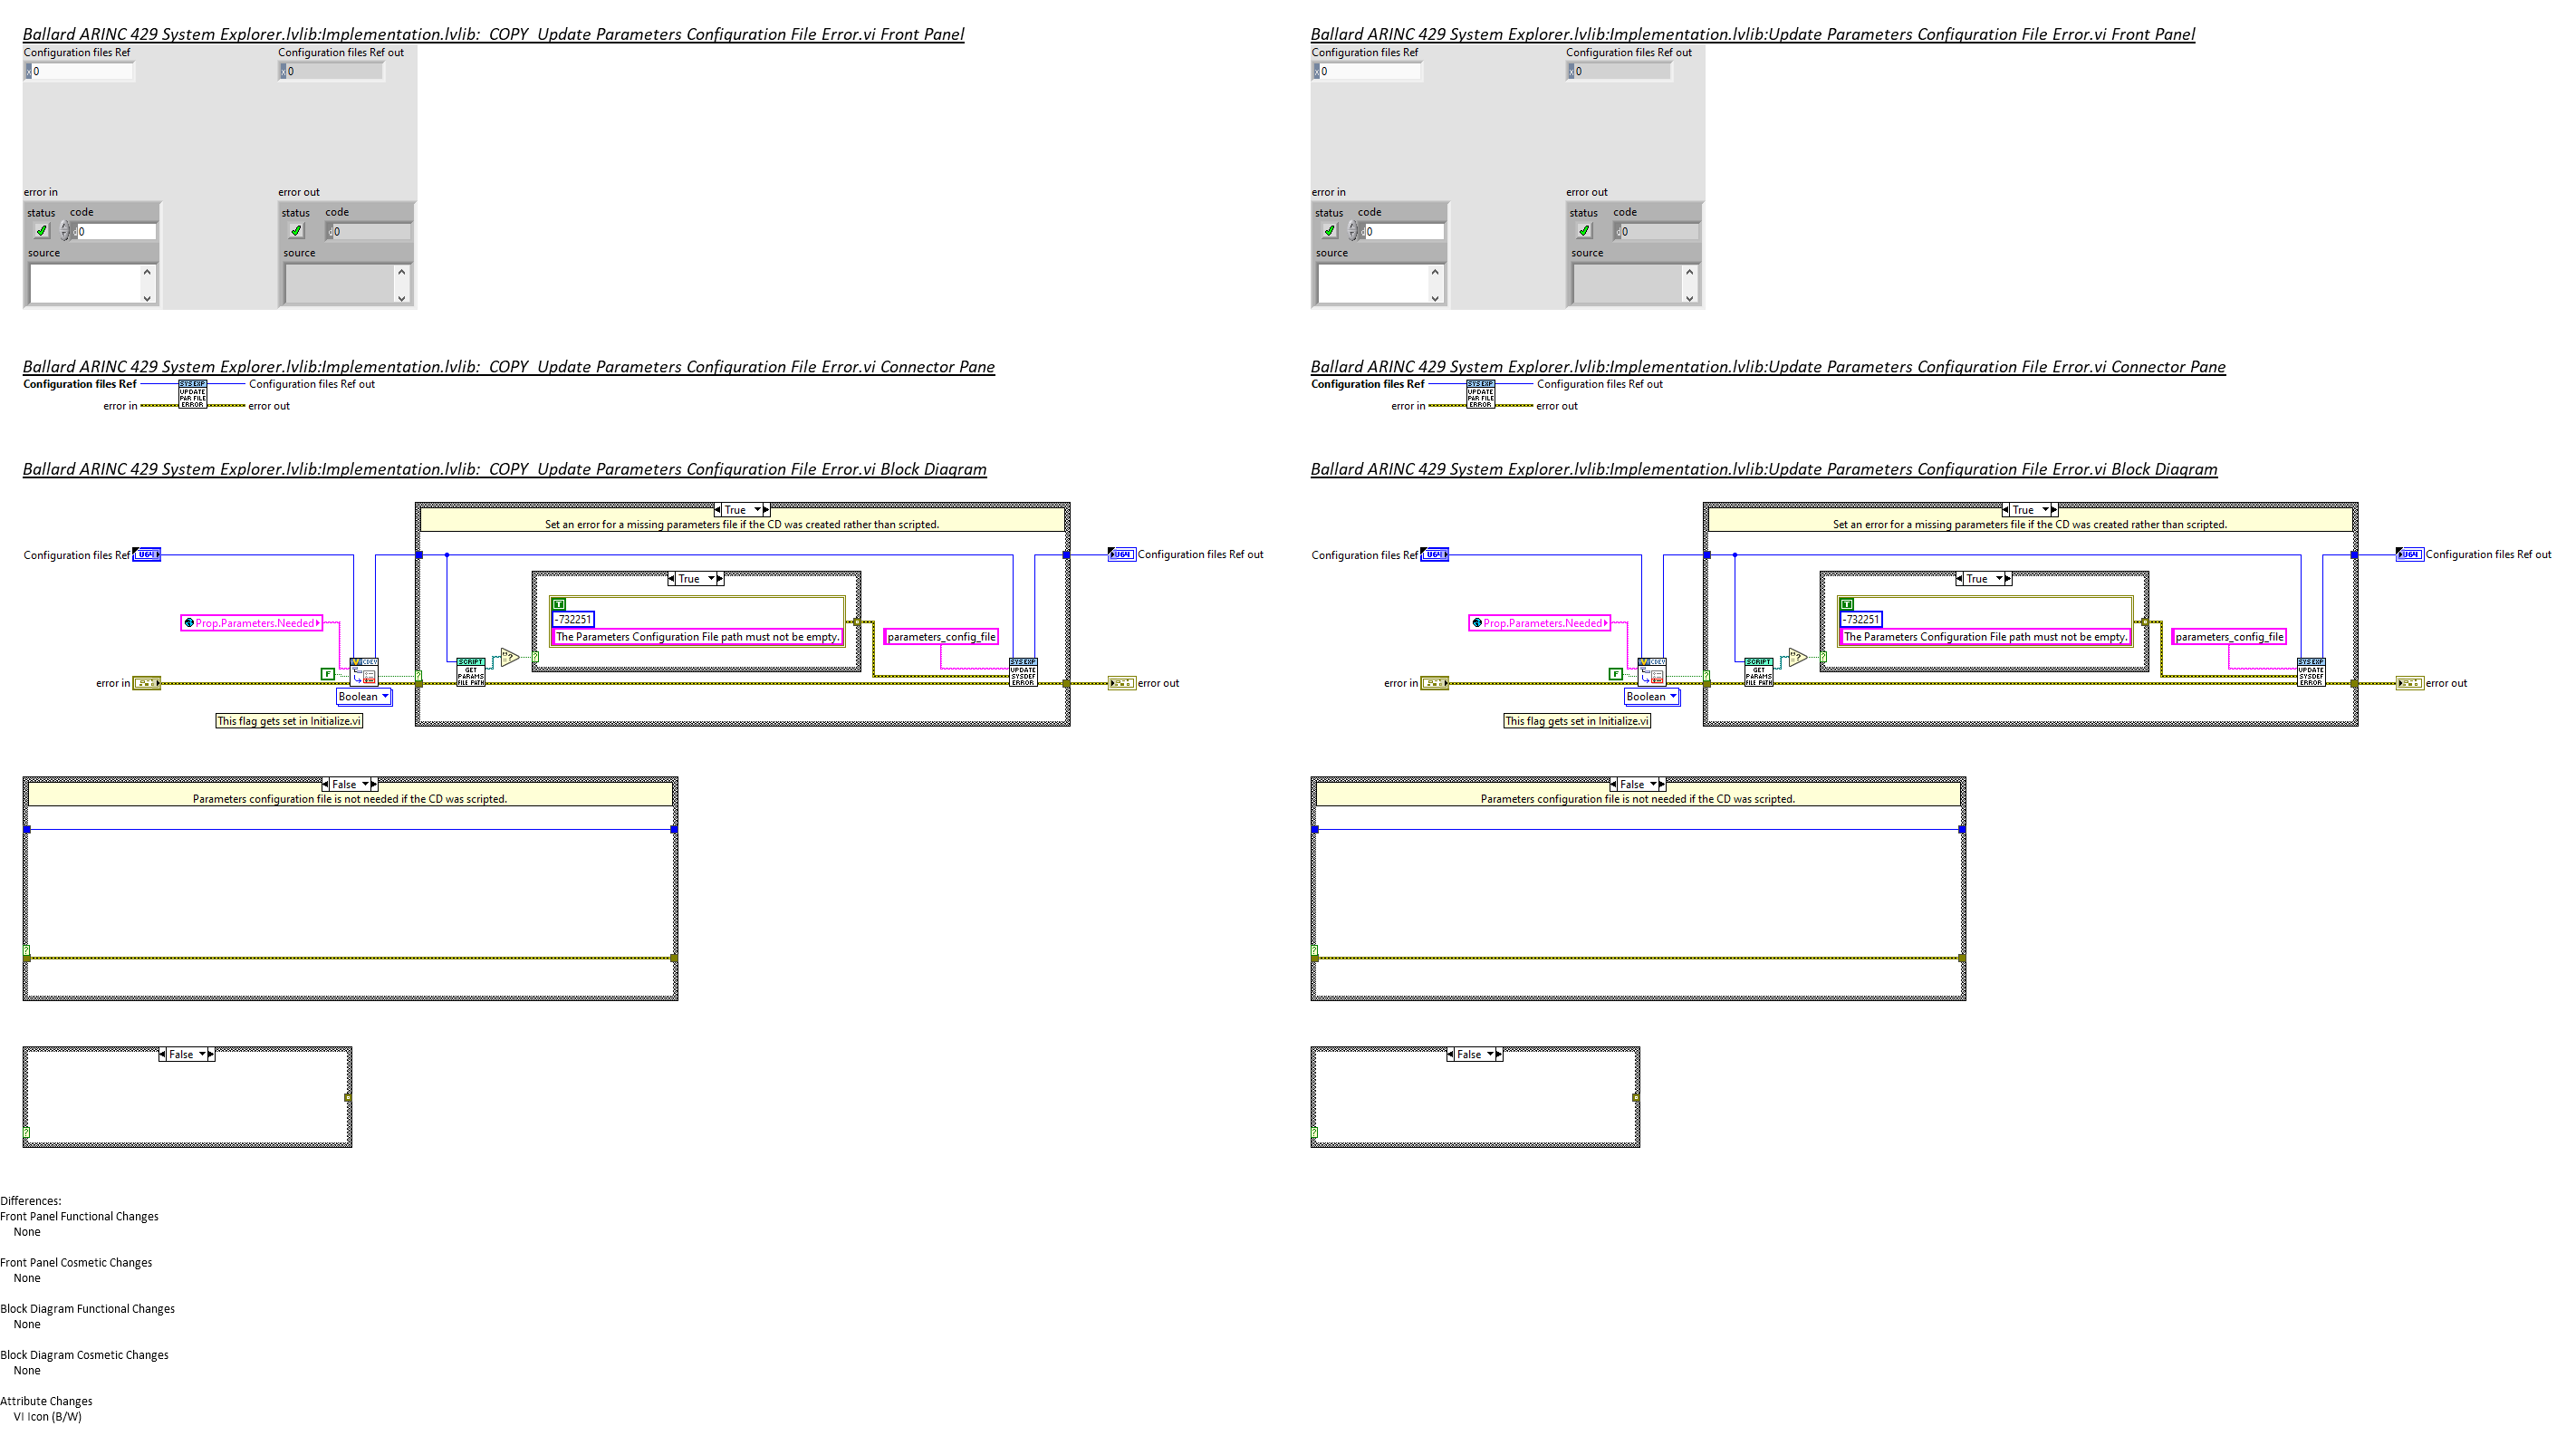 Ballard ARINC 429 System Explorer.lvlib:Implementation.lvlib:_COPY_Update Parameters Configuration File Error.vi Front Panel
Configuration files Ref
Configuration files Ref out
x 0
x 0
error in
error out
status code
status code
d 0
d 0
source
source
Ballard ARINC 429 System Explorer.lvlib:Implementation.lvlib:_COPY_Update Parameters Configuration File Error.vi Connector Pane
Configuration files Ref
SYS EXP
UPDATE
PAR FILE
ERROR
Configuration files Ref out
error in
error out
Ballard ARINC 429 System Explorer.lvlib:Implementation.lvlib:_COPY_Update Parameters Configuration File Error.vi Block Diagram
True
Set an error for a missing parameters file if the CD was created rather than scripted.
Configuration files Ref
U64
U64
Configuration files Ref out
True
T
-732251
The Parameters Configuration File path must not be empty.
Prop.Parameters.Needed
parameters_config_file
CDEV
SCRIPT
GET
PARAMS
FILE PATH
SYS EXP
UPDATE
SYSDEF
ERROR
F
error in
Boolean
error out
This flag gets set in Initialize.vi
False
Parameters configuration file is not needed if the CD was scripted.
False
Differences:
Front Panel Functional Changes
None
Front Panel Cosmetic Changes
None
Block Diagram Functional Changes
None
Block Diagram Cosmetic Changes
None
Attribute Changes
VI Icon (B/W)
Ballard ARINC 429 System Explorer.lvlib:Implementation.lvlib:Update Parameters Configuration File Error.vi Front Panel
Configuration files Ref
Configuration files Ref out
x 0
x 0
error in
error out
status code
status code
d 0
d 0
source
source
Ballard ARINC 429 System Explorer.lvlib:Implementation.lvlib:Update Parameters Configuration File Error.vi Connector Pane
Configuration files Ref
SYS EXP
UPDATE
PAR FILE
ERROR
Configuration files Ref out
error in
error out
Ballard ARINC 429 System Explorer.lvlib:Implementation.lvlib:Update Parameters Configuration File Error.vi Block Diagram
True
Set an error for a missing parameters file if the CD was created rather than scripted.
Configuration files Ref
U64
U64
Configuration files Ref out
True
T
-732251
The Parameters Configuration File path must not be empty.
Prop.Parameters.Needed
parameters_config_file
CDEV
SCRIPT
GET
PARAMS
FILE PATH
SYS EXP
UPDATE
SYSDEF
ERROR
F
error in
Boolean
error out
This flag gets set in Initialize.vi
False
Parameters configuration file is not needed if the CD was scripted.
False